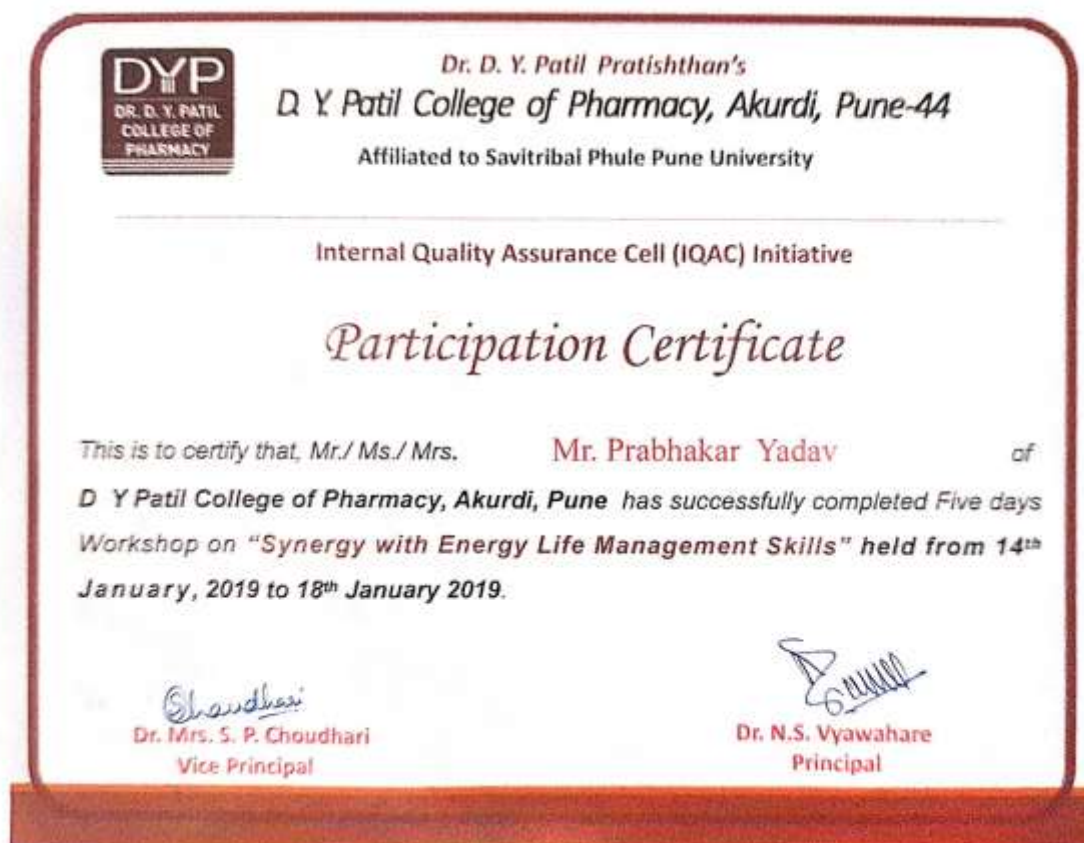 DYP
DR. D. Y. PATIL
COLLEGE OF
PHARMACY
Dr. D. Y. Patil Pratishthan's
D. Y. Patil College of Pharmacy, Akurdi, Pune-44
Affiliated to Savitribai Phule Pune University
Internal Quality Assurance Cell (IQAC) Initiative
Participation Certificate
This is to certify that, Mr./ Ms./ Mrs. Mr. Prabhakar Yadav of
D Y Patil College of Pharmacy, Akurdi, Pune has successfully completed Five days
Workshop on "Synergy with Energy Life Management Skills" held from 14th
January, 2019 to 18th January 2019.
Choudhari
Dr. Mrs. S. P. Choudhari
Vice Principal
Dr. N.S. Vyawahare
Principal